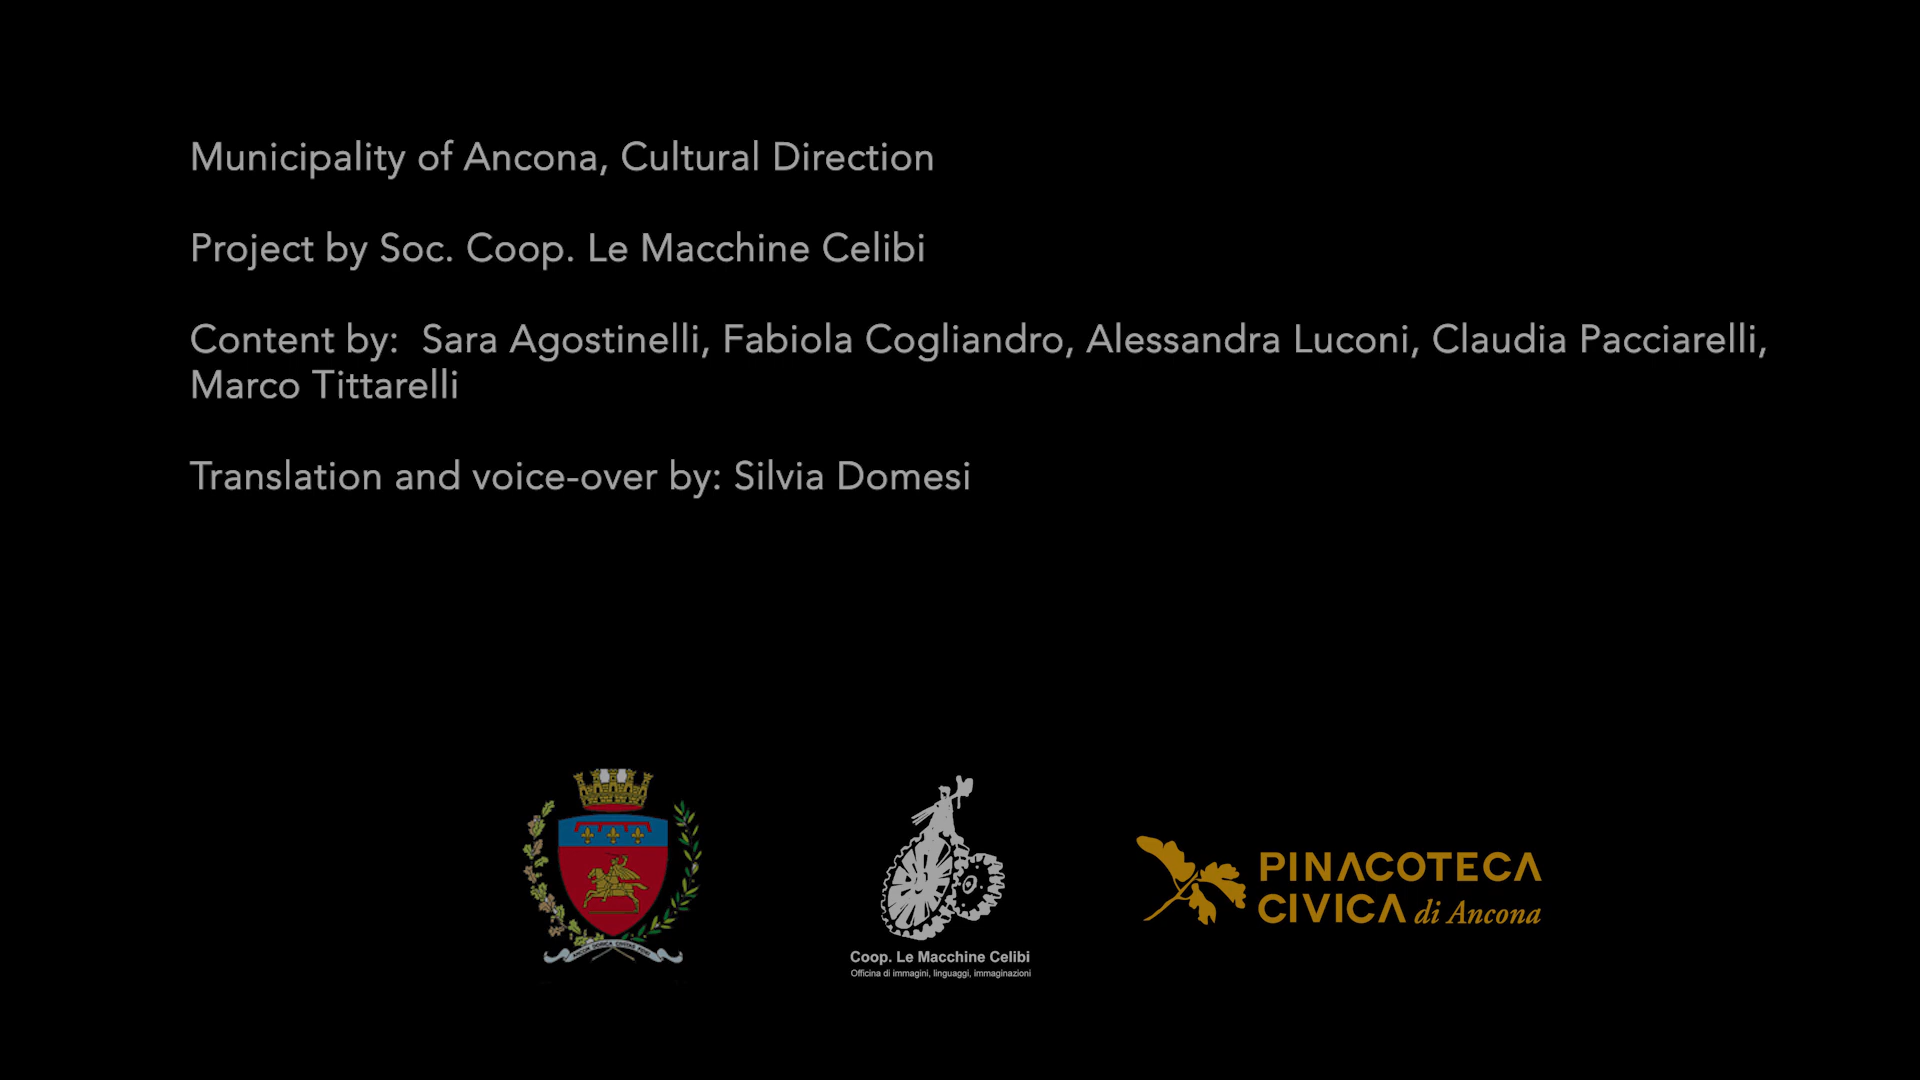 Municipality of Ancona, Cultural Direction
Project by Soc. Coop. Le Macchine Celibi
Content by:  Sara Agostinelli, Fabiola Cogliandro, Alessandra Luconi, Claudia Pacciarelli,
Marco Tittarelli
Translation and voice-over by: Silvia Domesi
Coop. Le Macchine Celibi
Officina di immagini, linguaggi, immaginazioni
PINACOTECA
CIVICA di Ancona